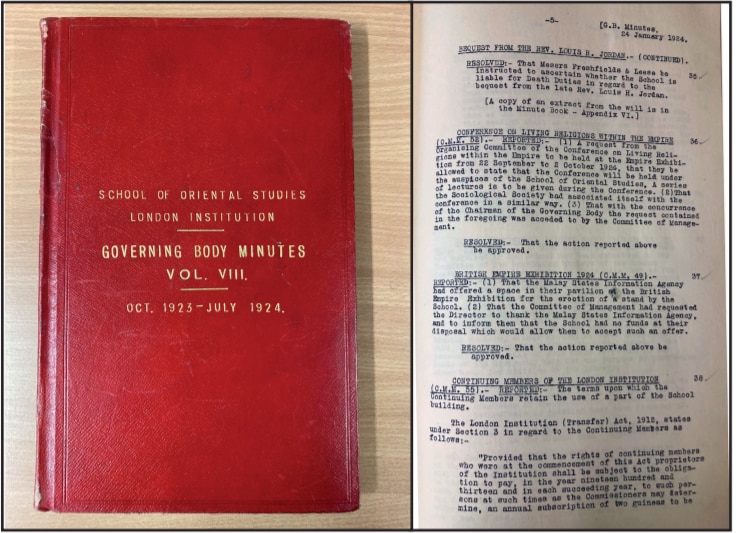 SCHOOL OF ORIENTAL STUDIES
LONDON INSTITUTION
GOVERNING BODY MINUTES
VOL. VIII.
OCT. 1923-JULY 1924.
-5-
[G.B. Minutes,
24 January 1924.
REQUEST FROM THE REV. LOUIS H. JORDAN.- (CONTINUED).
RESOLVED:- That Messrs Freshfields & Leese be 35
instructed to ascertain whether the School is
liable for Death Duties in regard to the
bequest from the late Rev. Louis H. Jordan.
[A copy of an extract from the will is in
the Minute Book - Appendix VI.]
CONFERENCE ON LIVING RELIGIONS WITHIN THE EMPIRE 36
(C.M.M. 52).- REPORTED:- (1) A request from the
Organising Committee of the Conference on Living Reli-
gions within the Empire to be held at the Empire Exhibi-
tion from 22 September to 2 October 1924, that they be
allowed to state that the Conference will be held under
the auspices of the School of Oriental Studies, A series
of lectures is to be given during the Conference. (2)That
the Sociological Society had associated itself with the
conference in a similar way. (3) That with the concurrence
of the Chairman of the Governing Body the request contained
in the foregoing was acceded to by the Committee of Manage-
ment.
RESOLVED:- That the action reported above
be approved.
BRITISH EMPIRE EXHIBITION 1924 (C.M.M. 49).- 37
REPORTED:- (1) That the Malay States Information Agency
had offered a space in their pavilion at the British
Empire Exhibition for the erection of a stand by the
School. (2) That the Committee of Management had requested
the Director to thank the Malay States Information Agency,
and to inform them that the School had no funds at their
disposal which would allow them to accept such an offer.
RESOLVED:- That the action reported above be
approved.
CONTINUING MEMBERS OF THE LONDON INSTITUTION 38
(C.M.M. 55).- REPORTED:- The terms upon which the
Continuing Members retain the use of a part of the School
building.
The London Institution (Transfer) Act, 1912, states
under Section 3 in regard to the Continuing Members as
follows:-
"Provided that the rights of continuing members
who were at the commencement of this Act proprietors
of the Institution shall be subject to the obliga-
tion to pay, in the year nineteen hundred and
thirteen and in each succeeding year, to such per-
sons at such times as the Commissioners may deter-
mine, an annual subscription of two guineas to be